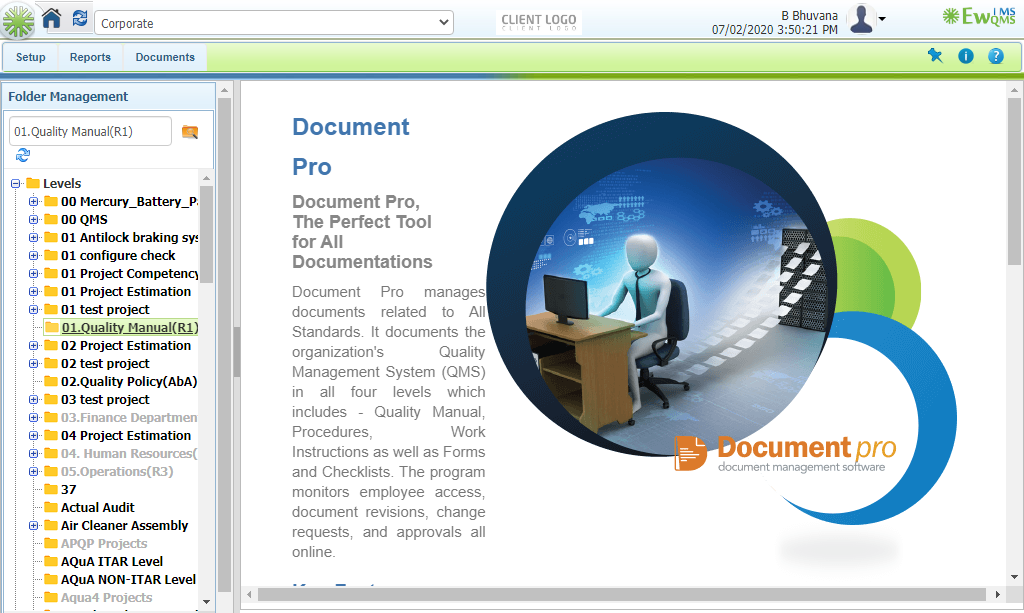 Corporate
CLIENT LOGO
CLIENT LOGO
B Bhuvana
07/02/2020 3:50:21 PM
Ew LMS
QMS
Setup Reports Documents
Folder Management
01.Quality Manual(R1)
Levels
00 Mercury_Battery_P
00 QMS
01 Antilock braking sys
01 configure check
01 Project Competency
01 Project Estimation
01 test project
01.Quality Manual(R1)
02 Project Estimation
02 test project
02.Quality Policy(AbA)
03 test project
03.Finance Departmen
04 Project Estimation
04. Human Resources(
05.Operations(R3)
37
Actual Audit
Air Cleaner Assembly
APQP Projects
AQuA ITAR Level
AQuA NON-ITAR Level
Aqua4 Projects
Document
Pro
Document Pro,
The Perfect Tool
for All
Documentations
Document Pro manages
documents related to All
Standards. It documents the
organization's Quality
Management System (QMS)
in all four levels which
includes - Quality Manual,
Procedures, Work
Instructions as well as Forms
and Checklists. The program
monitors employee access,
document revisions, change
requests, and approvals all
online.
Document pro
document management software